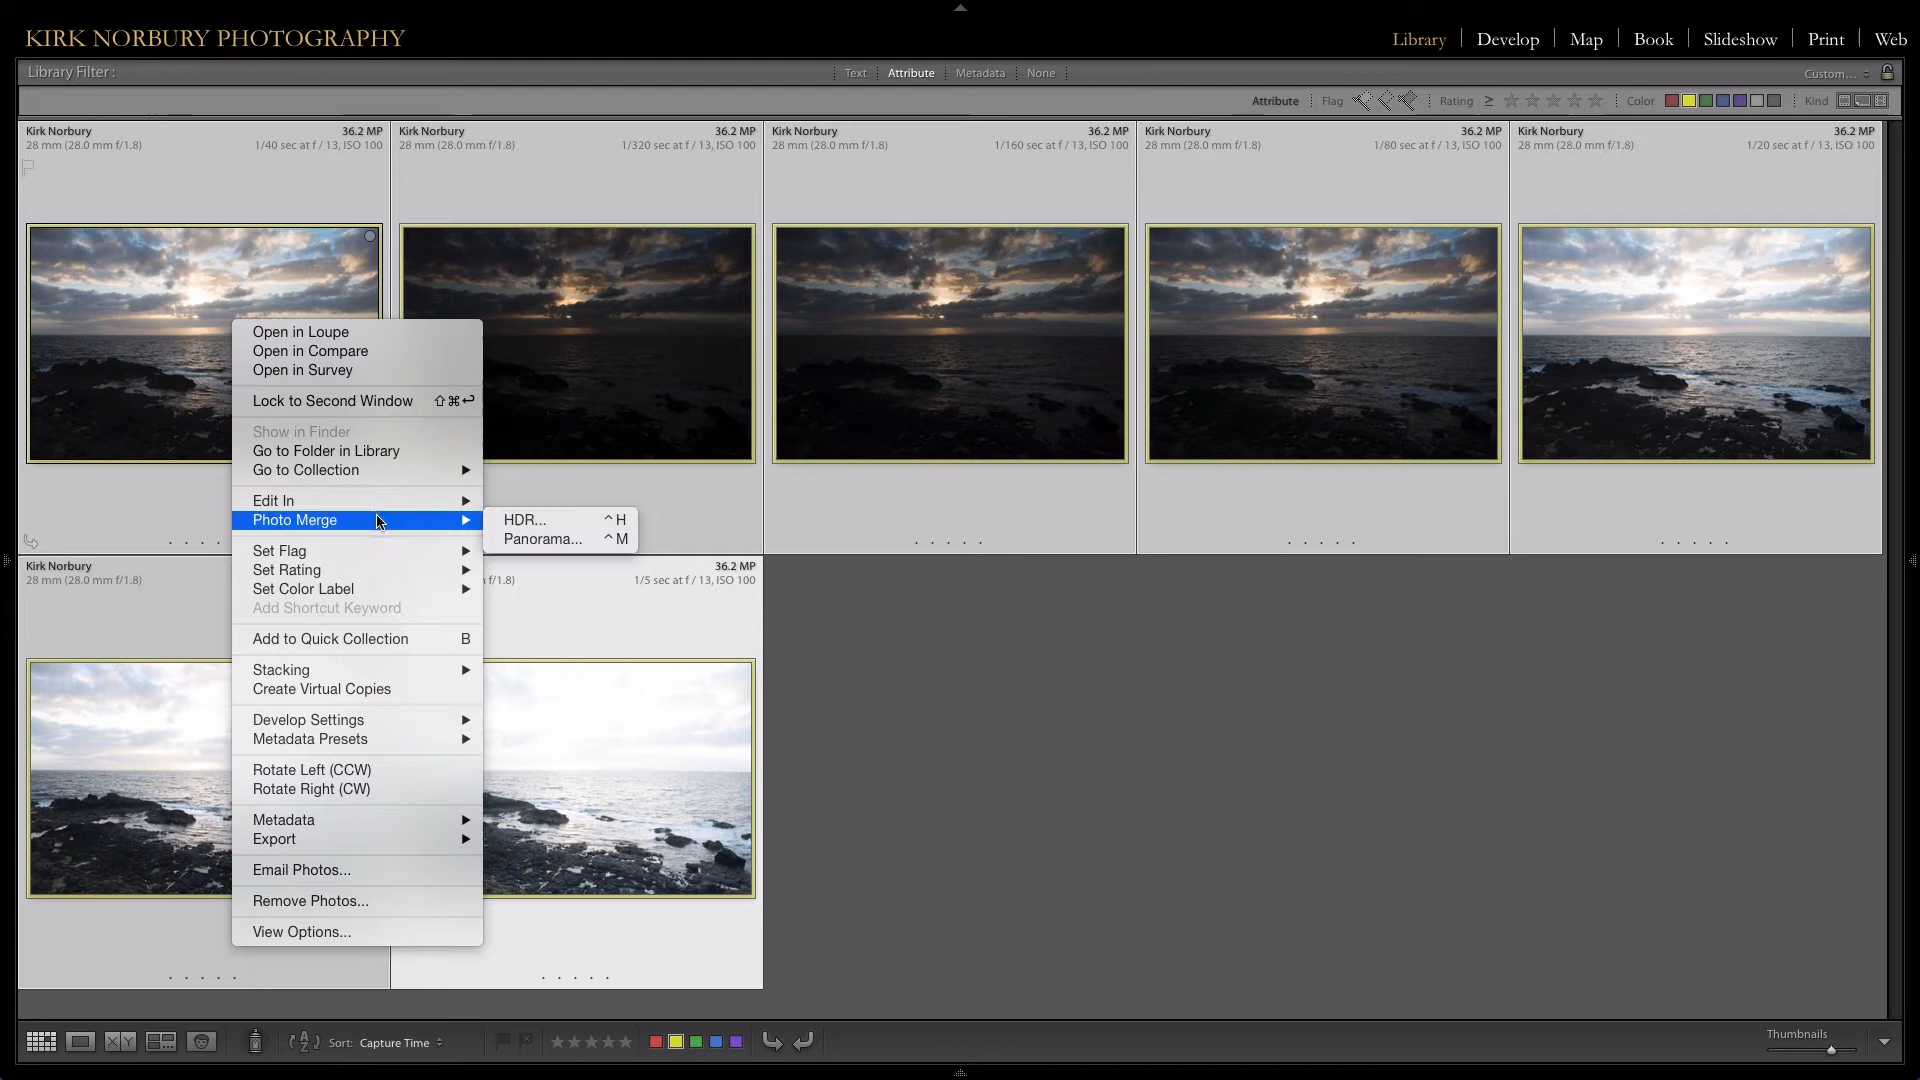 KIRK NORBURY PHOTOGRAPHY
Library Develop Map Book Slideshow Print Web
Library Filter : Text Attribute Metadata None Custom...
Attribute Flag Rating ≥ Color Kind
Kirk Norbury 36.2 MP
28 mm (28.0 mm f/1.8) 1/40 sec at f / 13, ISO 100
Kirk Norbury 36.2 MP
28 mm (28.0 mm f/1.8) 1/320 sec at f / 13, ISO 100
Kirk Norbury 36.2 MP
28 mm (28.0 mm f/1.8) 1/160 sec at f / 13, ISO 100
Kirk Norbury 36.2 MP
28 mm (28.0 mm f/1.8) 1/80 sec at f / 13, ISO 100
Kirk Norbury 36.2 MP
28 mm (28.0 mm f/1.8) 1/20 sec at f / 13, ISO 100
Open in Loupe
Open in Compare
Open in Survey
Lock to Second Window ⇧⌘↩
Show in Finder
Go to Folder in Library
Go to Collection
Edit In
Photo Merge
HDR... ^ H
Panorama... ^ M
Set Flag
Set Rating
Set Color Label
Add Shortcut Keyword
Add to Quick Collection B
Stacking
Create Virtual Copies
Develop Settings
Metadata Presets
Rotate Left (CCW)
Rotate Right (CW)
Metadata
Export
Email Photos...
Remove Photos...
View Options...
Kirk Norbury
28 mm (28.0 mm f/1.8)
36.2 MP
f/1.8) 1/5 sec at f / 13, ISO 100
XY AZ Sort: Capture Time Thumbnails